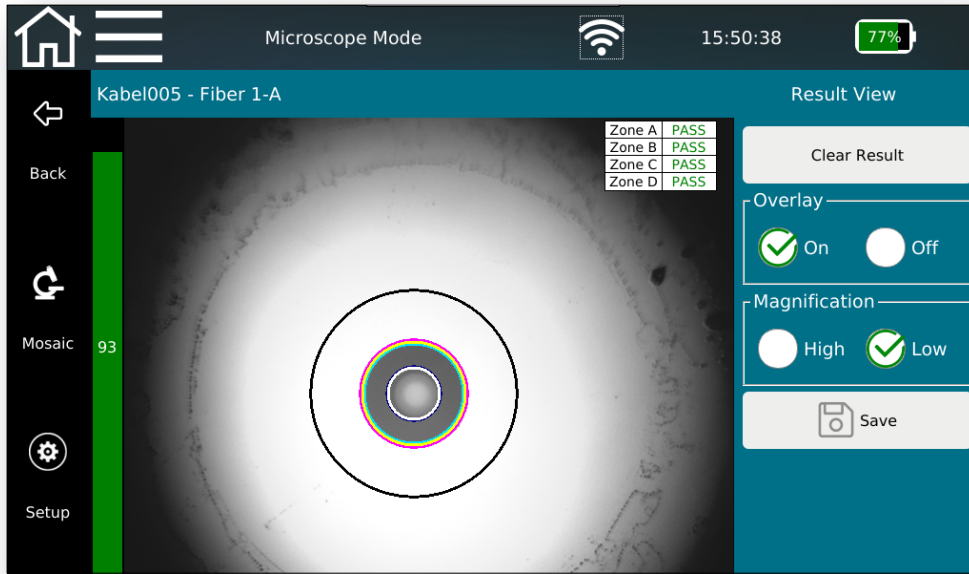 Microscope Mode
15:50:38
77%
Kabel005 - Fiber 1-A
Result View
Back
Zone A PASS
Zone B PASS
Zone C PASS
Zone D PASS
Clear Result
Overlay
On
Off
Mosaic
93
Magnification
High
Low
Save
Setup